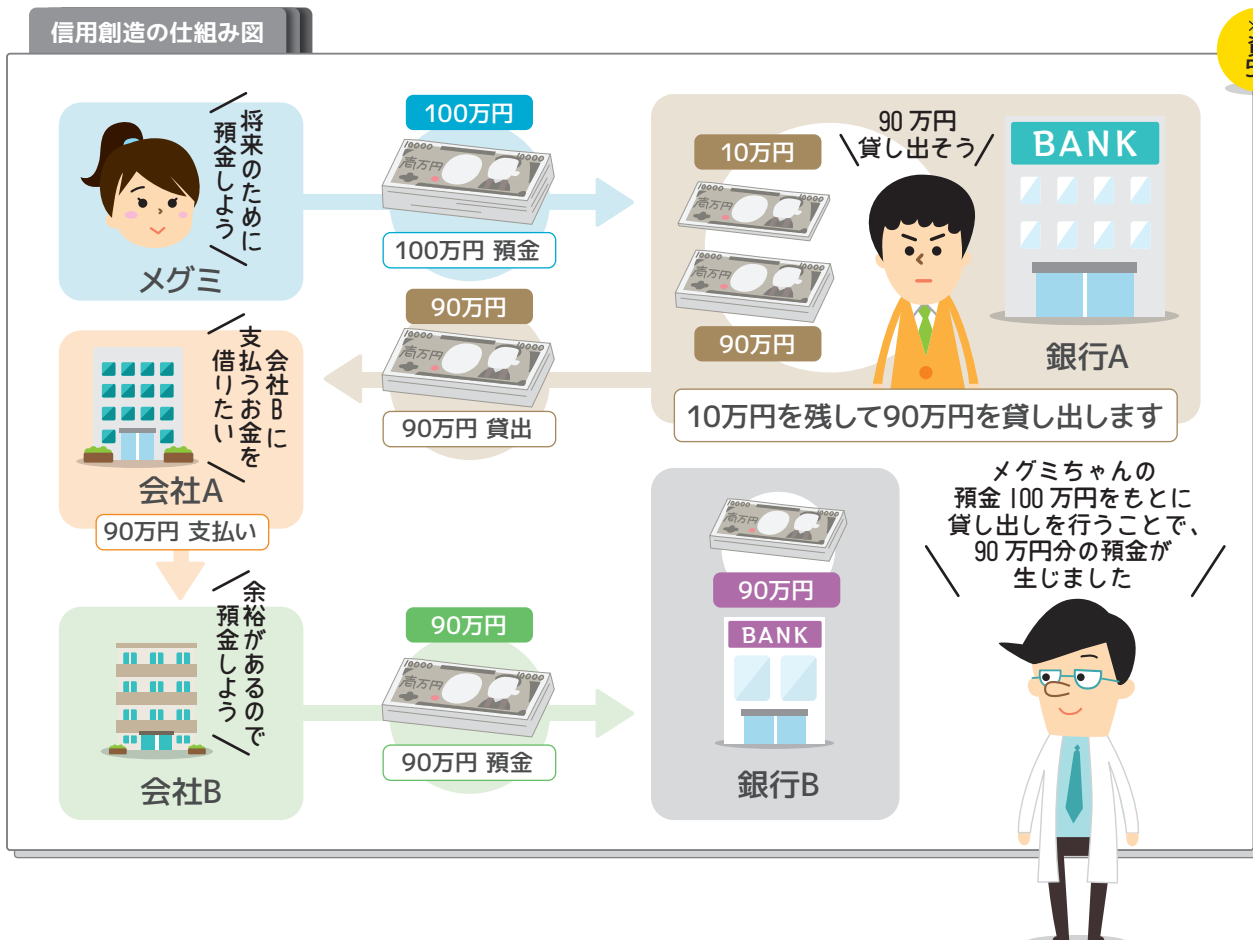 信用創造の仕組み図
将来のために
預金しよう
メグミ
100万円
100万円 預金
10万円
90万円
90万円
貸し出そう
BANK
銀行A
10万円を残して90万円を貸し出します
90万円
90万円 貸出
会社Bに
支払うお金を
借りたい
会社A
90万円 支払い
余裕があるので
預金しよう
会社B
90万円
90万円 預金
90万円
BANK
銀行B
メグミちゃんの
預金100万円をもとに
貸し出しを行うことで、
90万円分の預金が
生じました